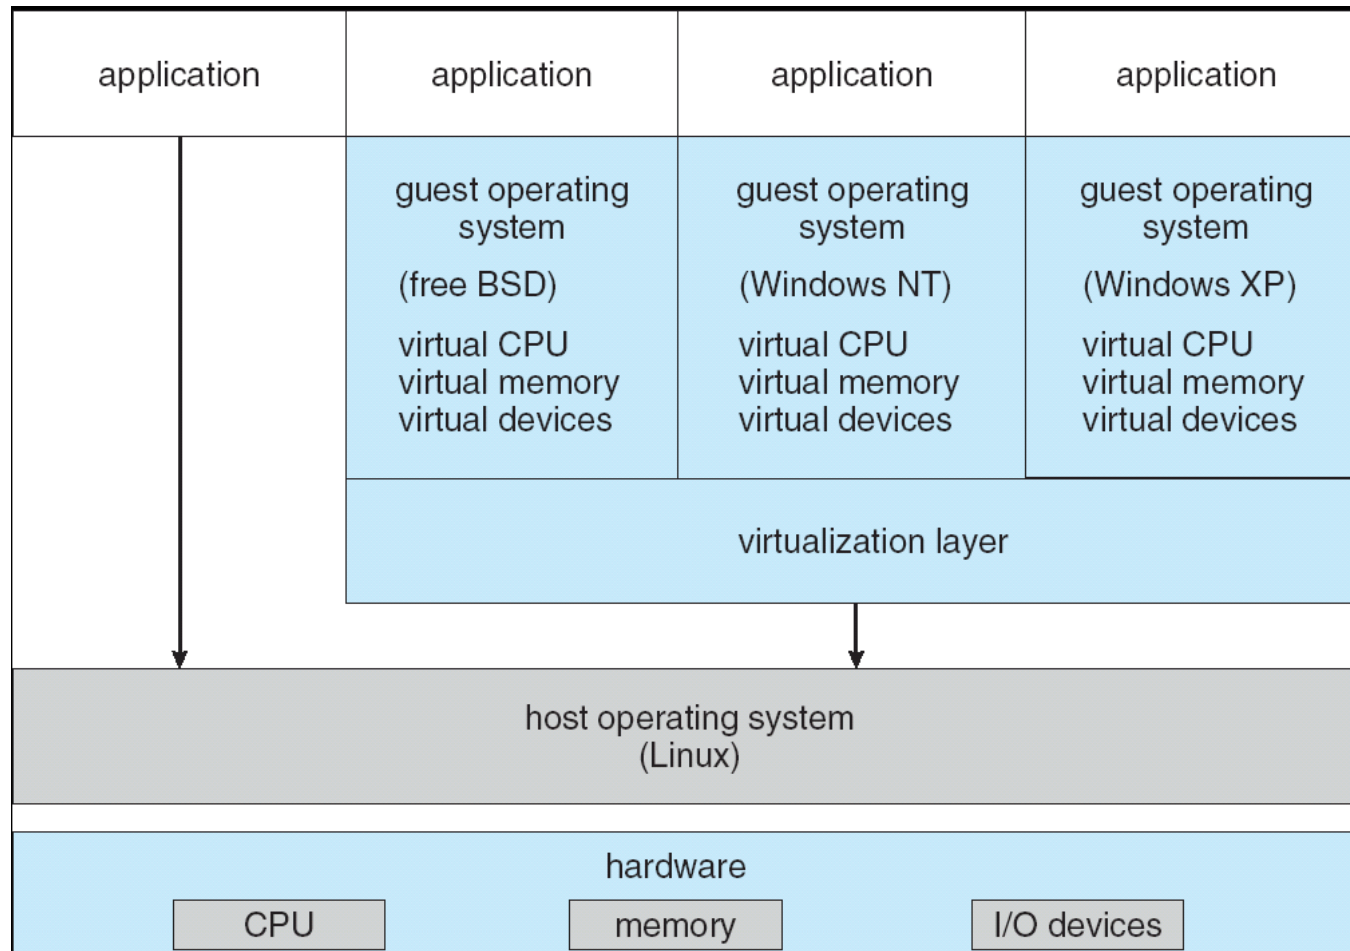 application
application
application
application
guest operating
system
(free BSD)
virtual CPU
virtual memory
virtual devices
guest operating
system
(Windows NT)
virtual CPU
virtual memory
virtual devices
guest operating
system
(Windows XP)
virtual CPU
virtual memory
virtual devices
virtualization layer
host operating system
(Linux)
hardware
CPU
memory
I/O devices